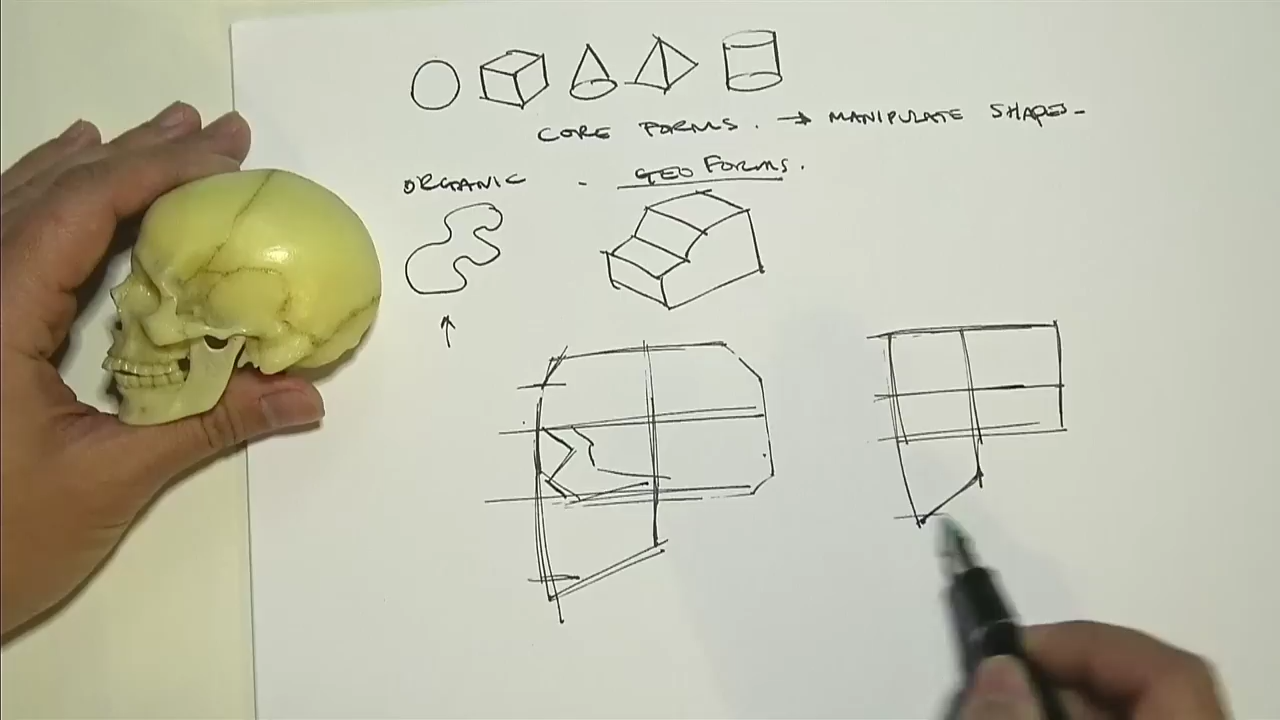 CORE FORMS. → MANIPULATE SHAPES-
ORGANIC - GEO FORMS.